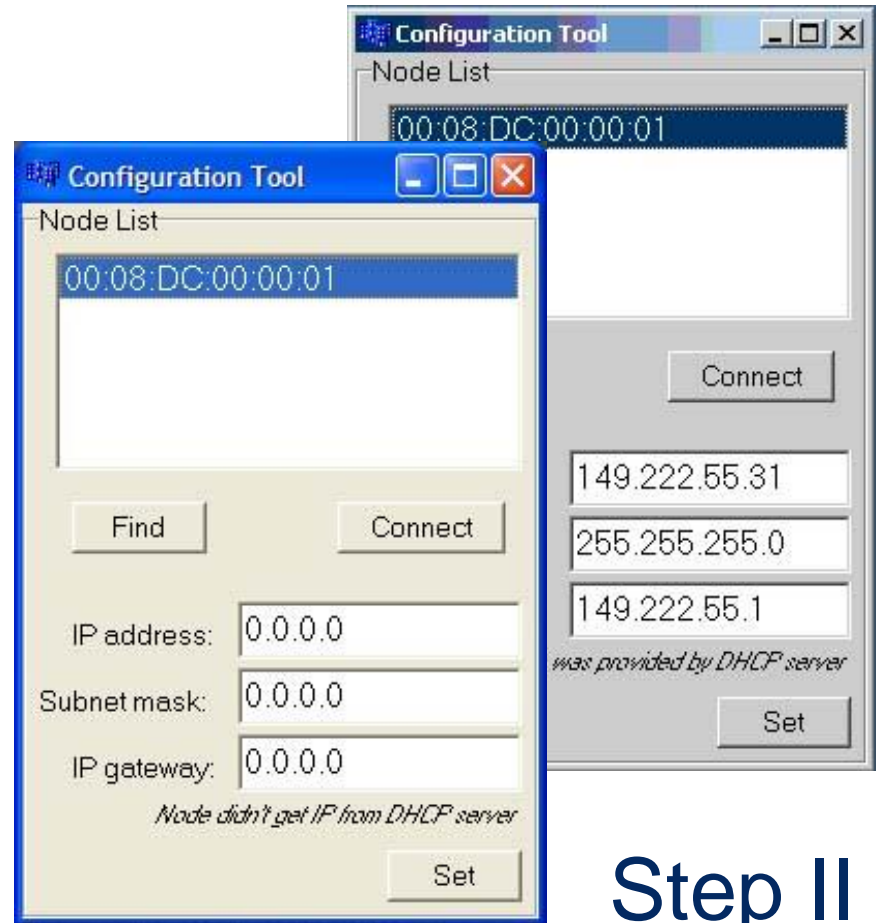 Configuration Tool
Node List
00:08:DC:00:00:01
Connect
149.222.55.31
255.255.255.0
149.222.55.1
was provided by DHCP server
Set
Configuration Tool
Node List
00:08:DC:00:00:01
Find Connect
IP address: 0.0.0.0
Subnet mask: 0.0.0.0
IP gateway: 0.0.0.0
Node didn't get IP from DHCP server
Set
Step II